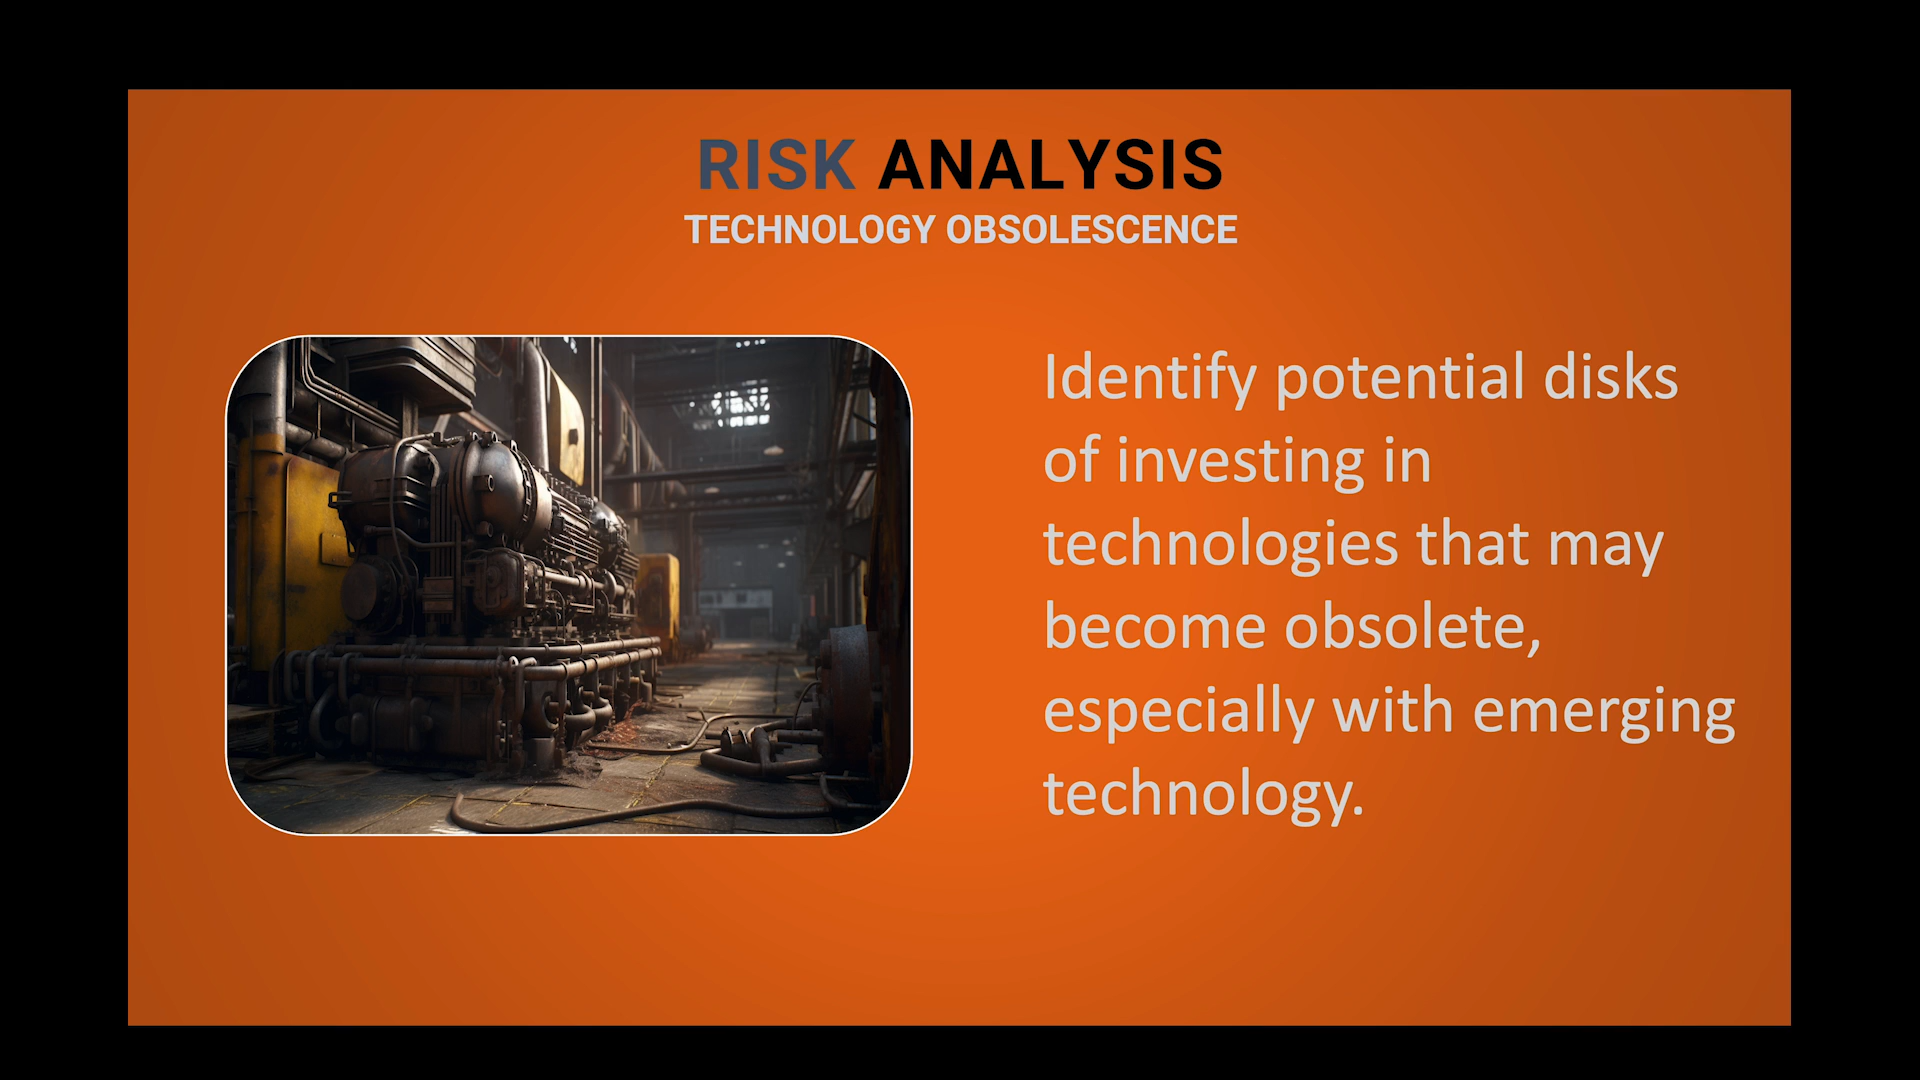 RISK ANALYSIS
TECHNOLOGY OBSOLESCENCE
Identify potential disks
of investing in
technologies that may
become obsolete,
especially with emerging
technology.